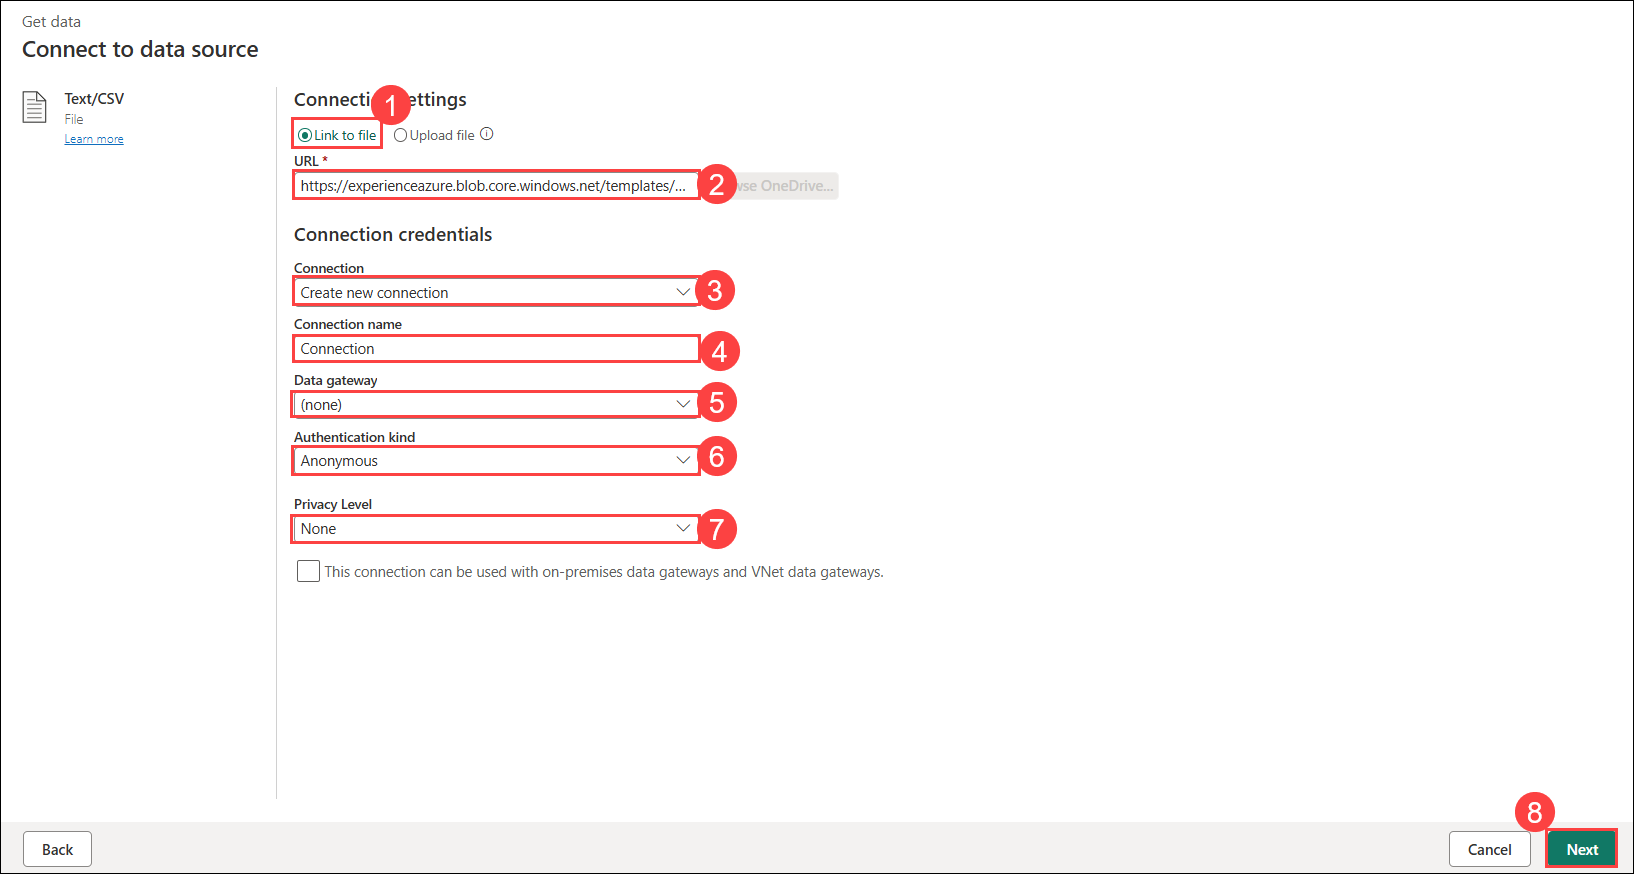 Get data
Connect to data source
Text/CSV
File
Learn more
Connecti ettings
1
Link to file Upload file
URL *
https://experienceazure.blob.core.windows.net/templates/...
2
OneDrive...
Connection credentials
Connection
Create new connection
3
Connection name
Connection
4
Data gateway
(none)
5
Authentication kind
Anonymous
6
Privacy Level
None
7
This connection can be used with on-premises data gateways and VNet data gateways.
8
Back
Cancel
Next